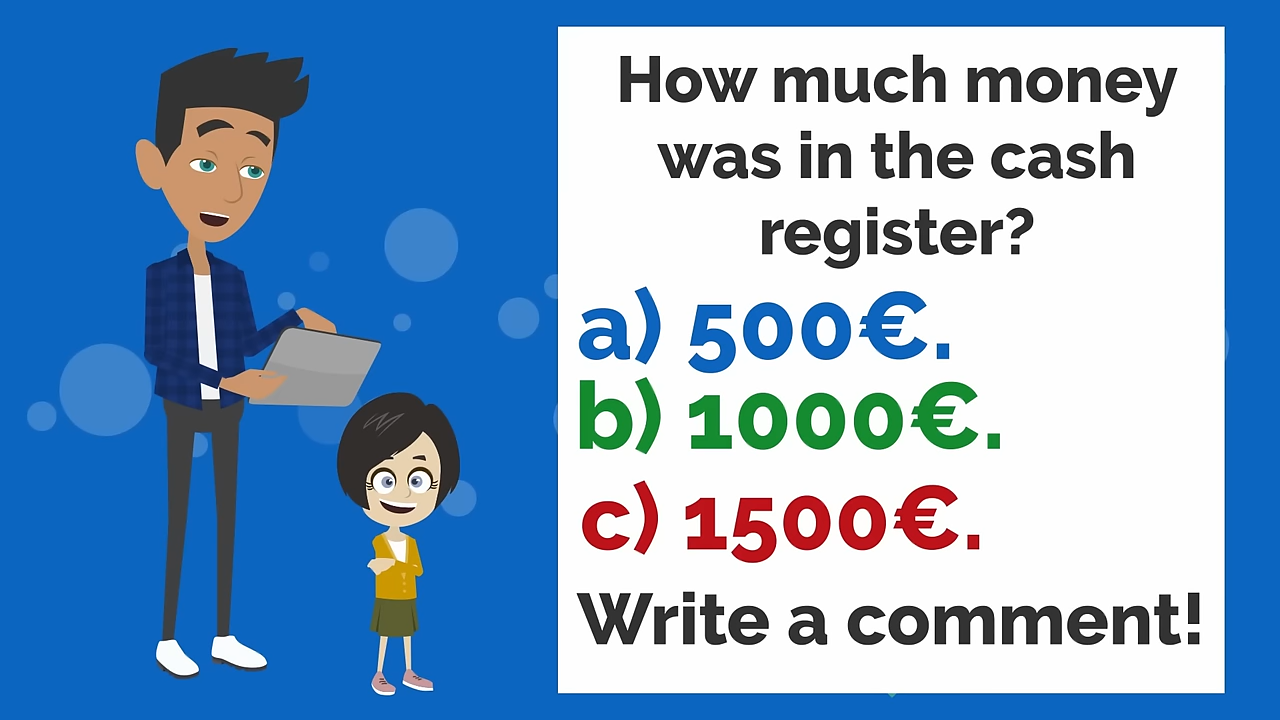 How much money
was in the cash
register?
a) 500€.
b) 1000€.
c) 1500€.
Write a comment!